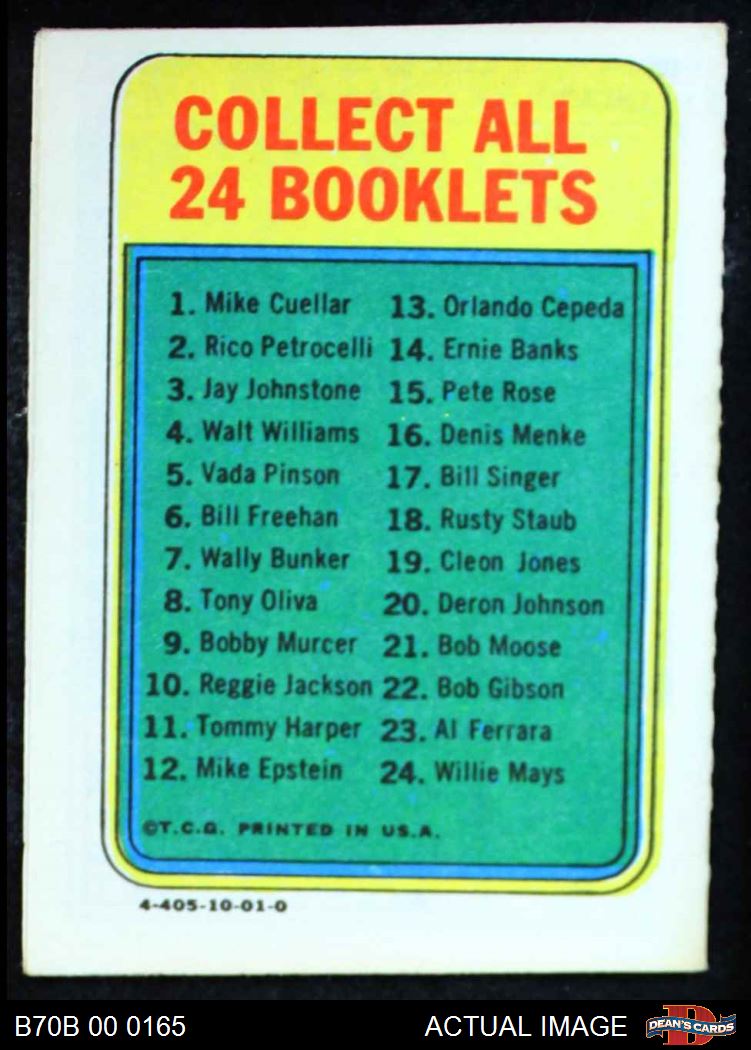 COLLECT ALL
24 BOOKLETS
1. Mike Cuellar
2. Rico Petrocelli
3. Jay Johnstone
4. Walt Williams
5. Vada Pinson
6. Bill Freehan
7. Wally Bunker
8. Tony Oliva
9. Bobby Murcer
10. Reggie Jackson
11. Tommy Harper
12. Mike Epstein
13. Orlando Cepeda
14. Ernie Banks
15. Pete Rose
16. Denis Menke
17. Bill Singer
18. Rusty Staub
19. Cleon Jones
20. Deron Johnson
21. Bob Moose
22. Bob Gibson
23. Al Ferrara
24. Willie Mays
©T.C.G. PRINTED IN U.S.A.
4-405-10-01-0
B70B 00 0165
ACTUAL IMAGE
D
DEAN'S CARDS